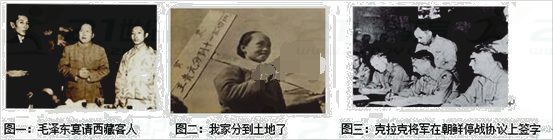 图一：毛泽东宴请西藏客人
图二：我家分到土地了
图三：克拉克将军在朝鲜停战协议上签字